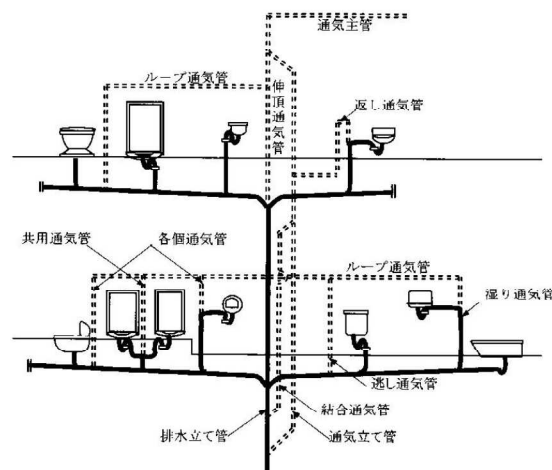 通気主管
ループ通気管
伸頂通気管
返し通気管
共用通気管
各個通気管
ループ通気管
湿り通気管
逃し通気管
結合通気管
排水立て管
通気立て管